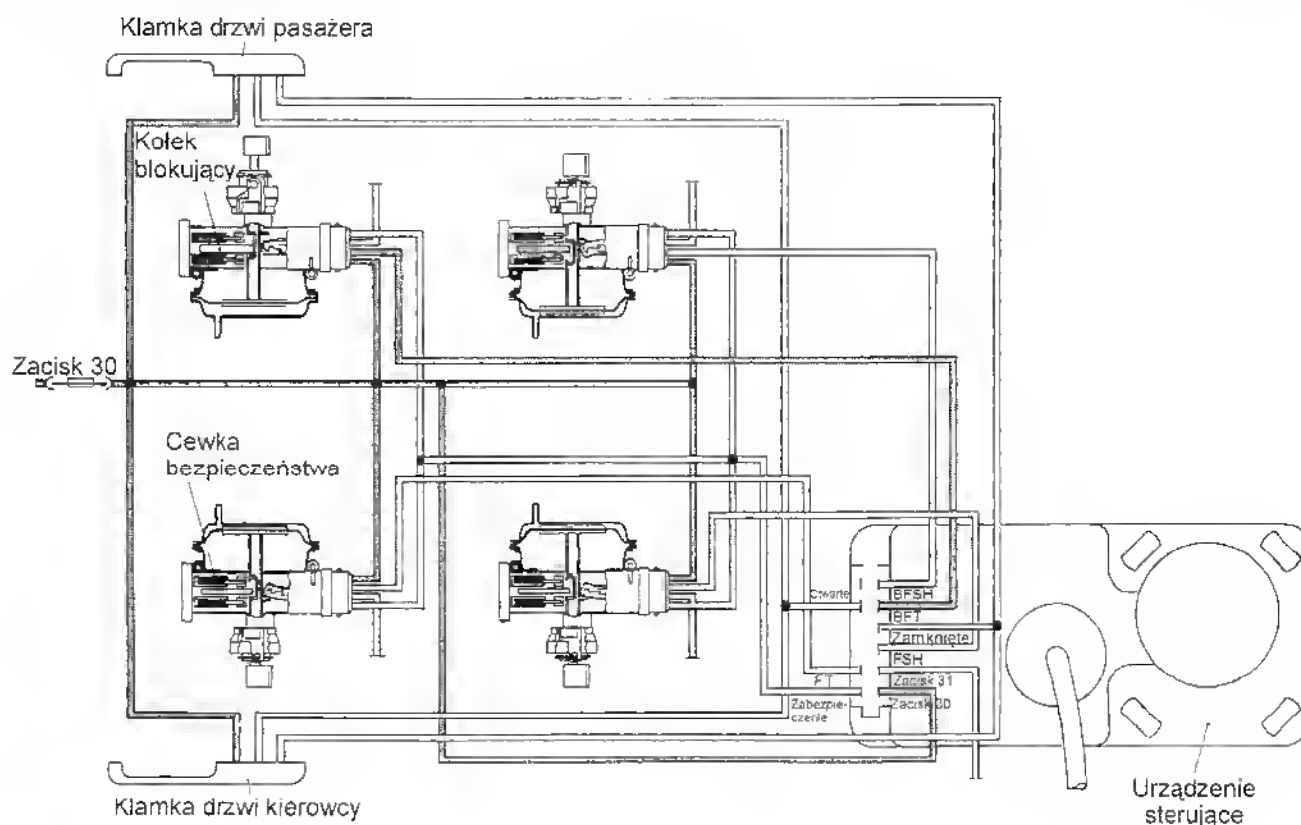 Klamka drzwi pasażera
Kołek
blokujący
Zacisk 30
Cewka
bezpieczeństwa
Otwarte
BFSH
BFT
Zamknięte
FSH
FT
Zacisk 31
Zabezpie-
czenie
Zacisk 30
Klamka drzwi kierowcy
Urządzenie
sterujące